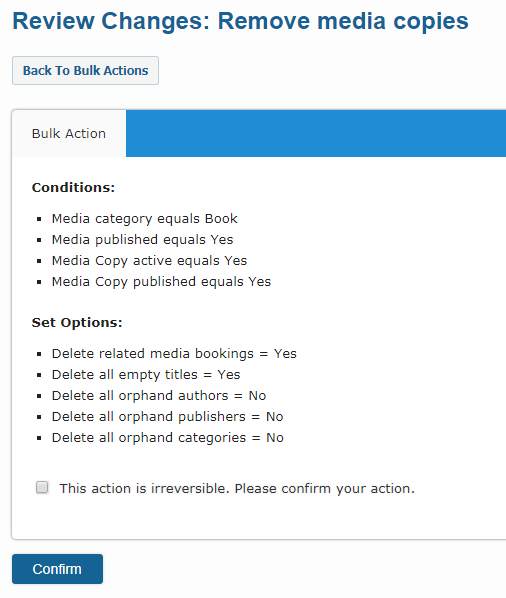 Review Changes: Remove media copies
Back To Bulk Actions
Bulk Action
Conditions:
Media category equals Book
Media published equals Yes
Media Copy active equals Yes
Media Copy published equals Yes
Set Options:
Delete related media bookings = Yes
Delete all empty titles = Yes
Delete all orphand authors = No
Delete all orphand publishers = No
Delete all orphand categories = No
This action is irreversible. Please confirm your action.
Confirm